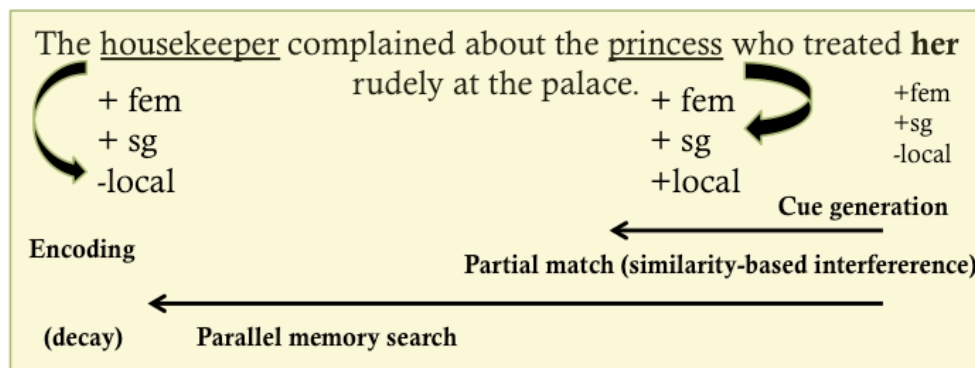 The housekeeper complained about the princess who treated her
rudely at the palace.
+ fem
+ sg
-local
+ fem
+ sg
+local
+fem
+sg
-local
Cue generation
Encoding
Partial match (similarity-based interfererence)
(decay)
Parallel memory search